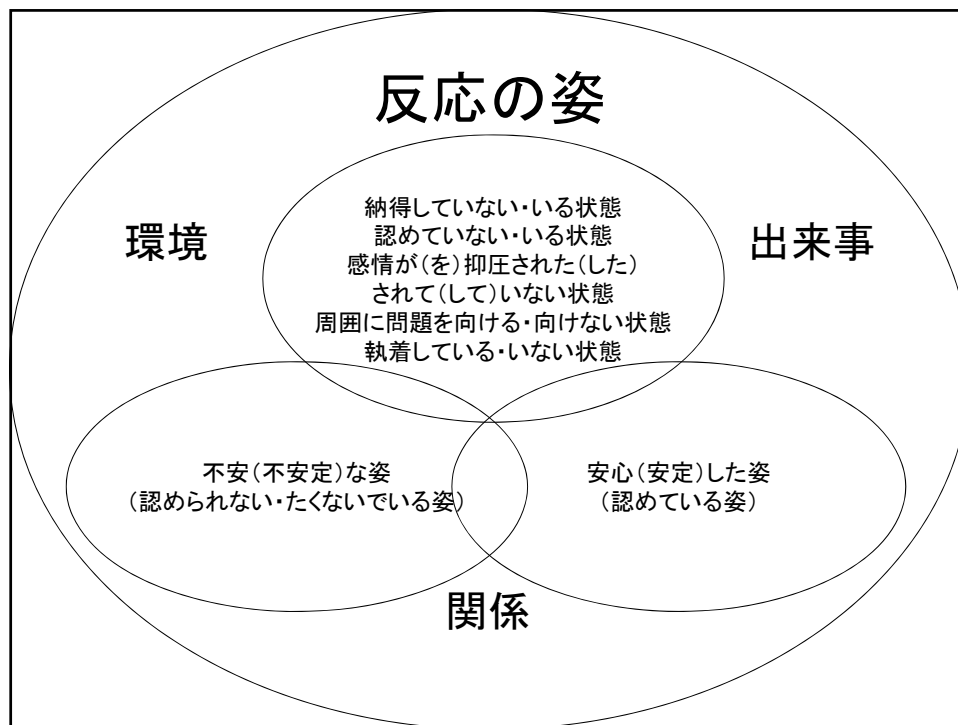 反応の姿
環境
出来事
納得していない・いる状態
認めていない・いる状態
感情が（を）抑圧された（した）
されて（して）いない状態
周囲に問題を向ける・向けない状態
執着している・いない状態
不安（不安定）な姿
（認められない・たくないでいる姿）
安心（安定）した姿
（認めている姿）
関係